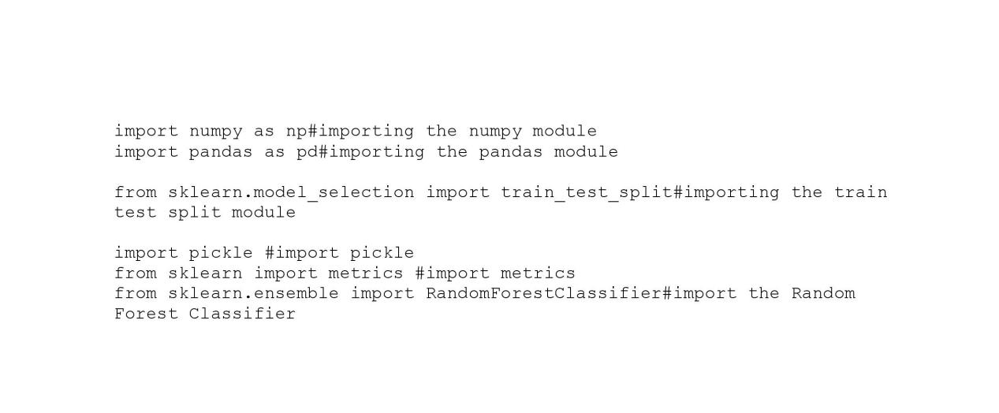 import numpy as np#importing the numpy module
import pandas as pd#importing the pandas module
from sklearn.model_selection import train_test_split#importing the train
test split module
import pickle #import pickle
from sklearn import metrics #import metrics
from sklearn.ensemble import RandomForestClassifier#import the Random
Forest Classifier